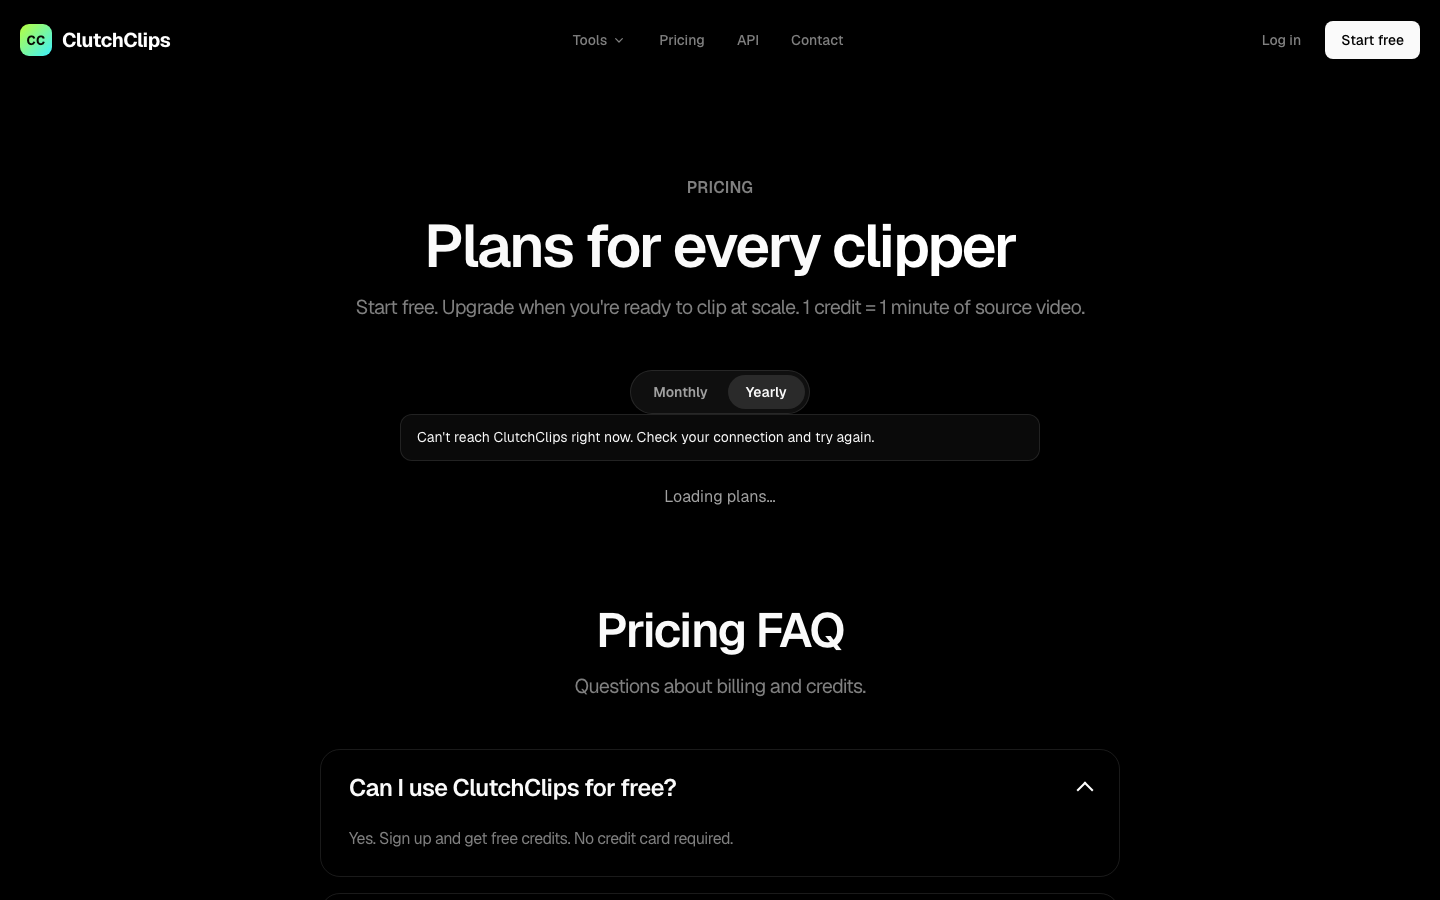 CC ClutchClips Tools Pricing API Contact Log in Start free
PRICING
Plans for every clipper
Start free. Upgrade when you're ready to clip at scale. 1 credit = 1 minute of source video.
Monthly Yearly
Can't reach ClutchClips right now. Check your connection and try again.
Loading plans...
Pricing FAQ
Questions about billing and credits.
Can I use ClutchClips for free?
Yes. Sign up and get free credits. No credit card required.